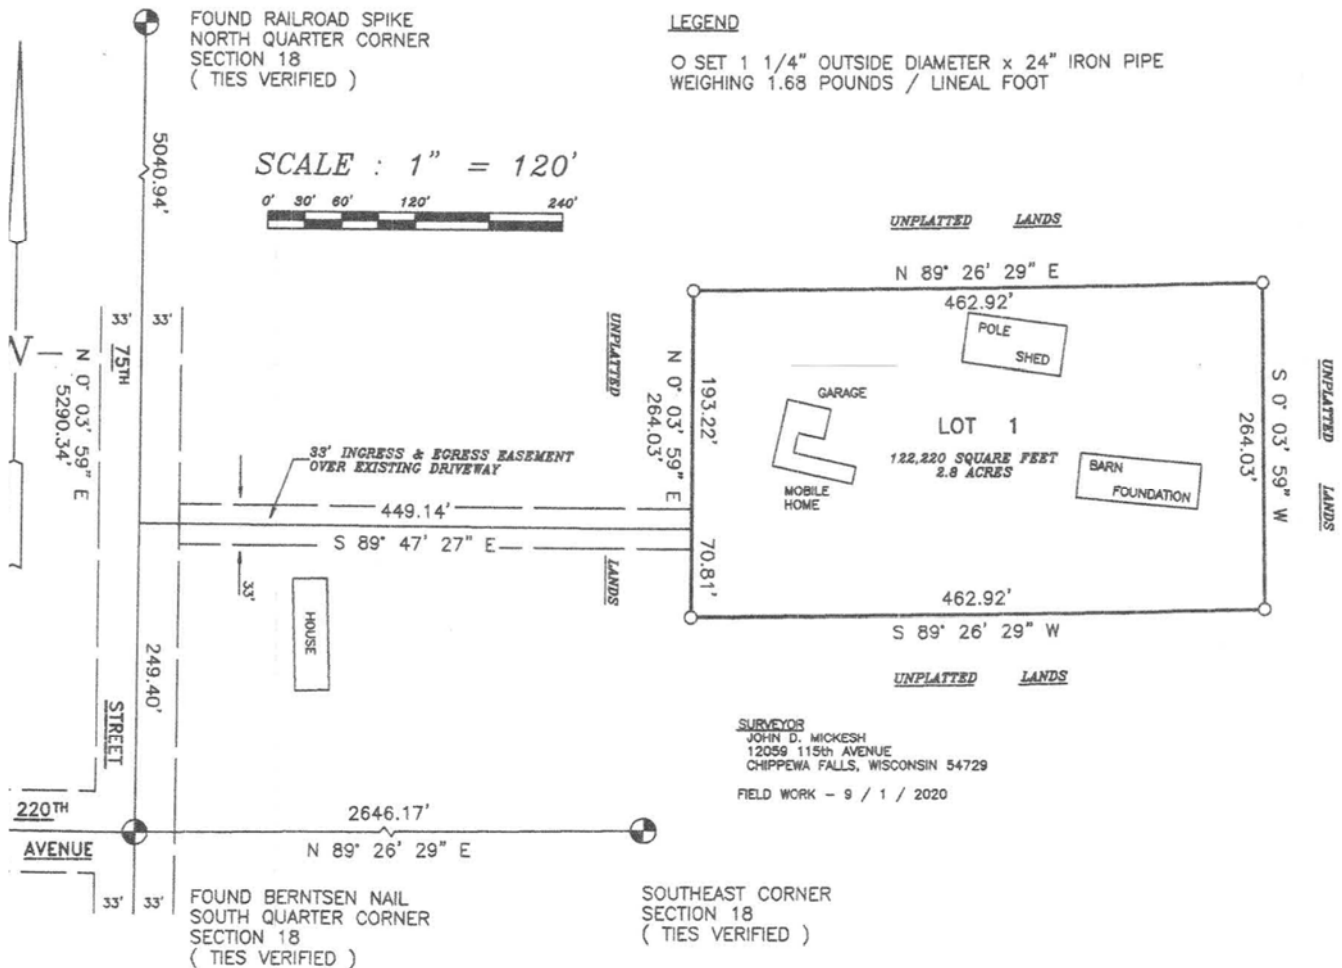 FOUND RAILROAD SPIKE
NORTH QUARTER CORNER
SECTION 18
( TIES VERIFIED )
LEGEND
O SET 1 1/4" OUTSIDE DIAMETER x 24" IRON PIPE
WEIGHING 1.68 POUNDS / LINEAL FOOT
5040.94'
SCALE : 1" = 120'
0' 30' 60' 120' 240'
UNPLATTED LANDS
N 89° 26' 29" E
462.92'
33' 33'
75TH
N 0° 03' 59" E
5290.34'
UNPLATTED
N 0° 03' 59" E
264.03'
193.22'
POLE
SHED
GARAGE
LOT 1
122,220 SQUARE FEET
2.8 ACRES
MOBILE
HOME
BARN
FOUNDATION
S 0° 03' 59" W
264.03'
UNPLATTED
LANDS
33' INGRESS & EGRESS EASEMENT
OVER EXISTING DRIVEWAY
449.14'
S 89° 47' 27" E
33'
LANDS
70.81'
HOUSE
462.92'
S 89° 26' 29" W
UNPLATTED LANDS
249.40'
STREET
SURVEYOR
JOHN D. MICKESH
12059 115th AVENUE
CHIPPEWA FALLS, WISCONSIN 54729
FIELD WORK - 9 / 1 / 2020
220TH
AVENUE
2646.17'
N 89° 26' 29" E
33' 33'
FOUND BERNTSEN NAIL
SOUTH QUARTER CORNER
SECTION 18
( TIES VERIFIED )
SOUTHEAST CORNER
SECTION 18
( TIES VERIFIED )